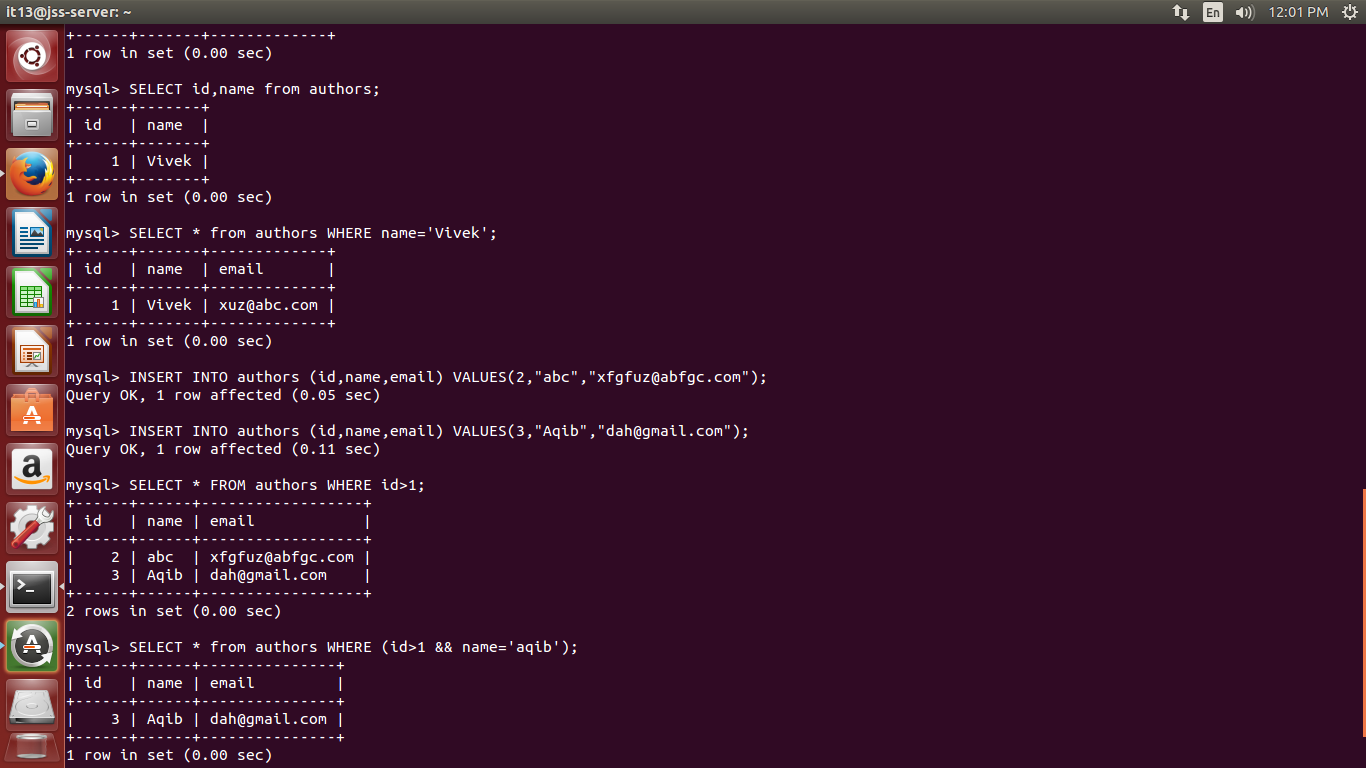 it13@jss-server: ~ En 12:01 PM
+------+-------+-------------+
1 row in set (0.00 sec)
mysql> SELECT id,name from authors;
+------+-------+
| id   | name  |
+------+-------+
|    1 | Vivek |
+------+-------+
1 row in set (0.00 sec)
mysql> SELECT * from authors WHERE name='Vivek';
+------+-------+-------------+
| id   | name  | email       |
+------+-------+-------------+
|    1 | Vivek | xuz@abc.com |
+------+-------+-------------+
1 row in set (0.00 sec)
mysql> INSERT INTO authors (id,name,email) VALUES(2,"abc","xfgfuz@abfgc.com");
Query OK, 1 row affected (0.05 sec)
mysql> INSERT INTO authors (id,name,email) VALUES(3,"Aqib","dah@gmail.com");
Query OK, 1 row affected (0.11 sec)
mysql> SELECT * FROM authors WHERE id>1;
+------+------+------------------+
| id   | name | email            |
+------+------+------------------+
|    2 | abc  | xfgfuz@abfgc.com |
|    3 | Aqib | dah@gmail.com    |
+------+------+------------------+
2 rows in set (0.00 sec)
mysql> SELECT * from authors WHERE (id>1 && name='aqib');
+------+------+---------------+
| id   | name | email         |
+------+------+---------------+
|    3 | Aqib | dah@gmail.com |
+------+------+---------------+
1 row in set (0.00 sec)